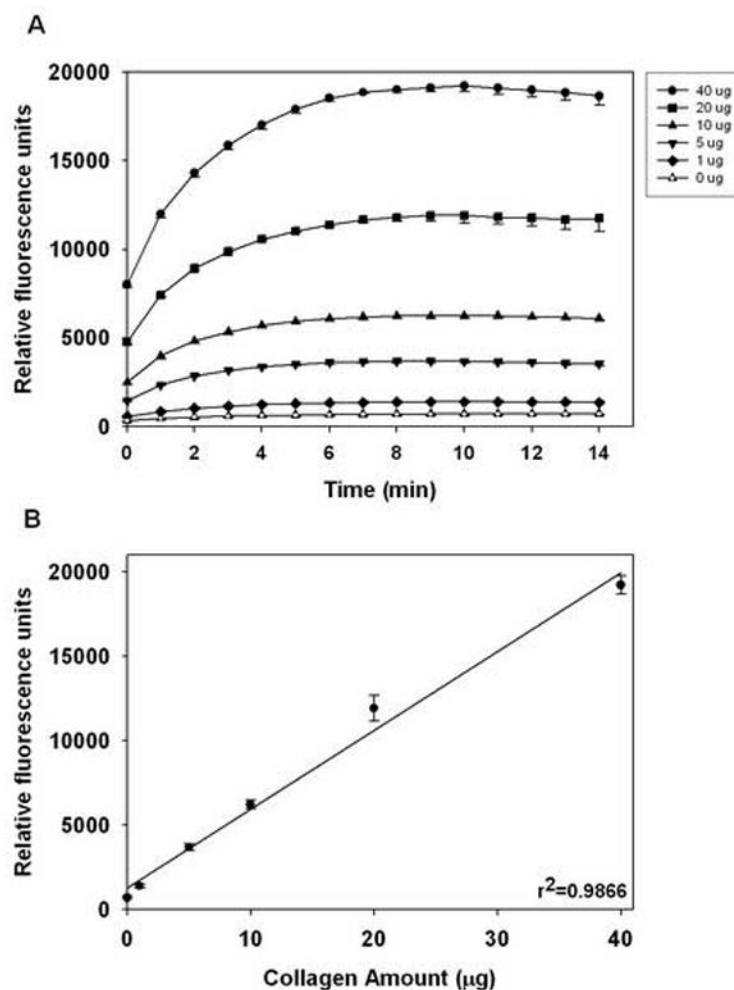 A
20000
15000
10000
5000
0
Relative fluorescence units
0 2 4 6 8 10 12 14
Time (min)
40 ug
20 ug
10 ug
5 ug
1 ug
0 ug
B
20000
15000
10000
5000
0
Relative fluorescence units
r²=0.9866
0 10 20 30 40
Collagen Amount (µg)